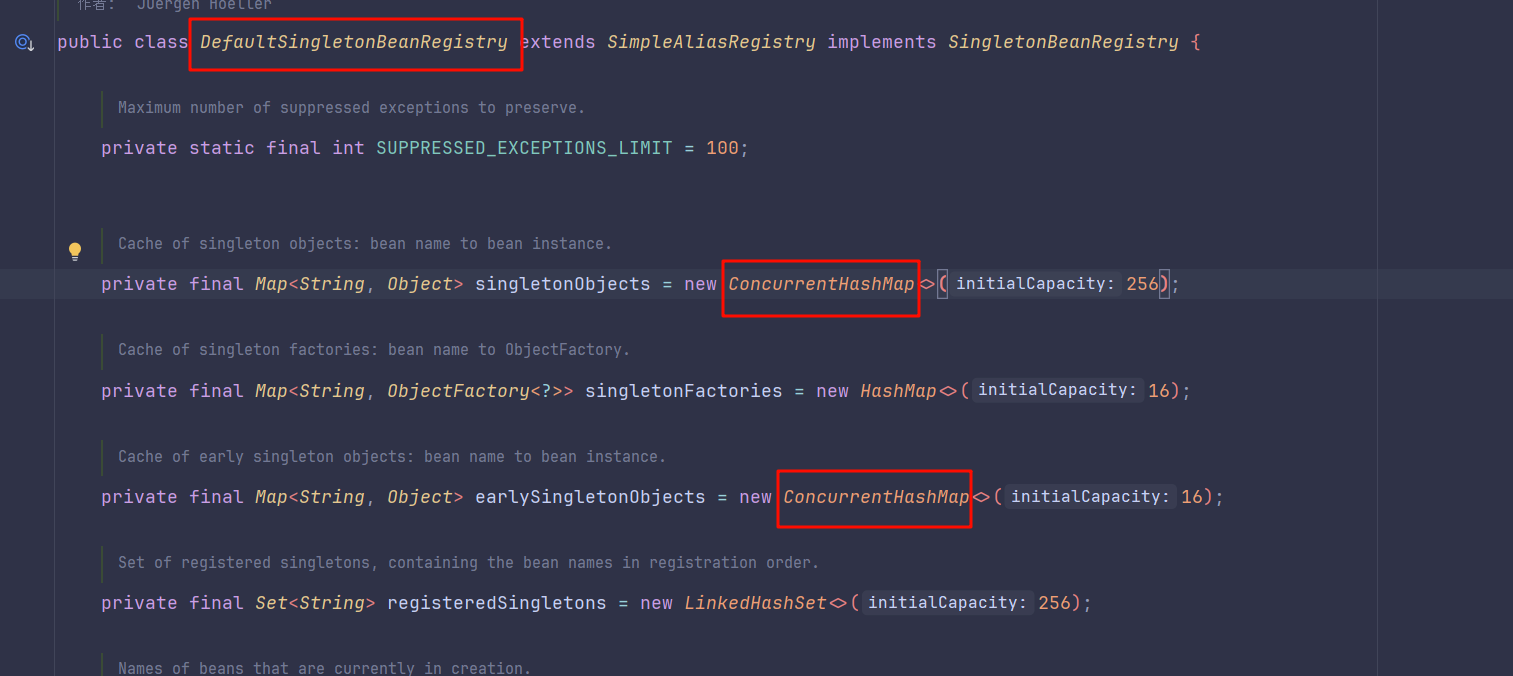 作者: Juergen Hoeller
public class DefaultSingletonBeanRegistry extends SimpleAliasRegistry implements SingletonBeanRegistry {
Maximum number of suppressed exceptions to preserve.
private static final int SUPPRESSED_EXCEPTIONS_LIMIT = 100;
Cache of singleton objects: bean name to bean instance.
private final Map<String, Object> singletonObjects = new ConcurrentHashMap<>( initialCapacity: 256);
Cache of singleton factories: bean name to ObjectFactory.
private final Map<String, ObjectFactory<?>> singletonFactories = new HashMap<>( initialCapacity: 16);
Cache of early singleton objects: bean name to bean instance.
private final Map<String, Object> earlySingletonObjects = new ConcurrentHashMap<>( initialCapacity: 16);
Set of registered singletons, containing the bean names in registration order.
private final Set<String> registeredSingletons = new LinkedHashSet<>( initialCapacity: 256);
Names of beans that are currently in creation.